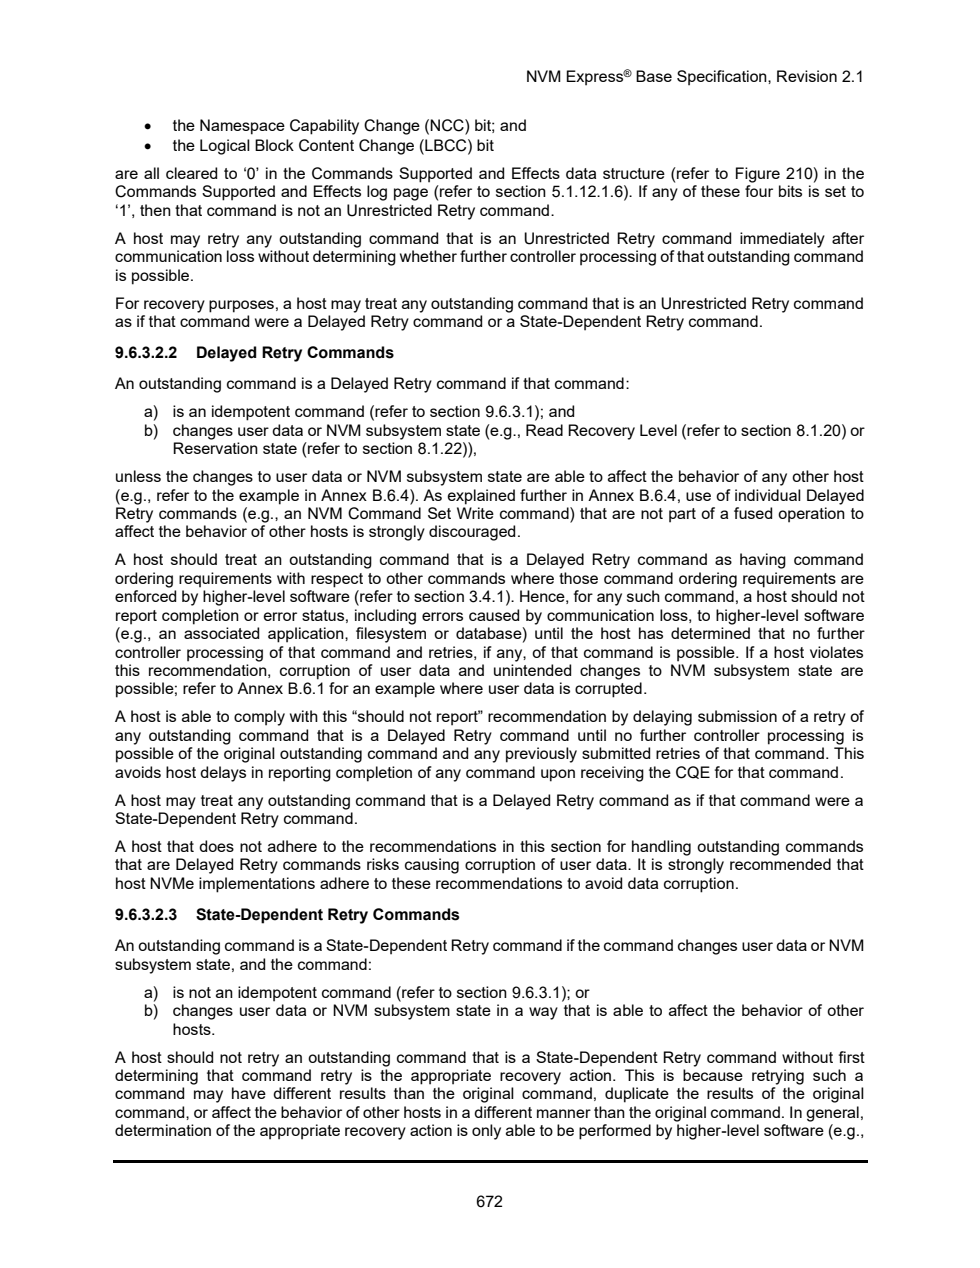 NVM Express® Base Specification, Revision 2.1
• the Namespace Capability Change (NCC) bit; and
• the Logical Block Content Change (LBCC) bit
are all cleared to ‘0’ in the Commands Supported and Effects data structure (refer to Figure 210) in the
Commands Supported and Effects log page (refer to section 5.1.12.1.6). If any of these four bits is set to
‘1’, then that command is not an Unrestricted Retry command.
A host may retry any outstanding command that is an Unrestricted Retry command immediately after
communication loss without determining whether further controller processing of that outstanding command
is possible.
For recovery purposes, a host may treat any outstanding command that is an Unrestricted Retry command
as if that command were a Delayed Retry command or a State-Dependent Retry command.
9.6.3.2.2 Delayed Retry Commands
An outstanding command is a Delayed Retry command if that command:
a) is an idempotent command (refer to section 9.6.3.1); and
b) changes user data or NVM subsystem state (e.g., Read Recovery Level (refer to section 8.1.20) or
Reservation state (refer to section 8.1.22)),
unless the changes to user data or NVM subsystem state are able to affect the behavior of any other host
(e.g., refer to the example in Annex B.6.4). As explained further in Annex B.6.4, use of individual Delayed
Retry commands (e.g., an NVM Command Set Write command) that are not part of a fused operation to
affect the behavior of other hosts is strongly discouraged.
A host should treat an outstanding command that is a Delayed Retry command as having command
ordering requirements with respect to other commands where those command ordering requirements are
enforced by higher-level software (refer to section 3.4.1). Hence, for any such command, a host should not
report completion or error status, including errors caused by communication loss, to higher-level software
(e.g., an associated application, filesystem or database) until the host has determined that no further
controller processing of that command and retries, if any, of that command is possible. If a host violates
this recommendation, corruption of user data and unintended changes to NVM subsystem state are
possible; refer to Annex B.6.1 for an example where user data is corrupted.
A host is able to comply with this “should not report” recommendation by delaying submission of a retry of
any outstanding command that is a Delayed Retry command until no further controller processing is
possible of the original outstanding command and any previously submitted retries of that command. This
avoids host delays in reporting completion of any command upon receiving the CQE for that command.
A host may treat any outstanding command that is a Delayed Retry command as if that command were a
State-Dependent Retry command.
A host that does not adhere to the recommendations in this section for handling outstanding commands
that are Delayed Retry commands risks causing corruption of user data. It is strongly recommended that
host NVMe implementations adhere to these recommendations to avoid data corruption.
9.6.3.2.3 State-Dependent Retry Commands
An outstanding command is a State-Dependent Retry command if the command changes user data or NVM
subsystem state, and the command:
a) is not an idempotent command (refer to section 9.6.3.1); or
b) changes user data or NVM subsystem state in a way that is able to affect the behavior of other
hosts.
A host should not retry an outstanding command that is a State-Dependent Retry command without first
determining that command retry is the appropriate recovery action. This is because retrying such a
command may have different results than the original command, duplicate the results of the original
command, or affect the behavior of other hosts in a different manner than the original command. In general,
determination of the appropriate recovery action is only able to be performed by higher-level software (e.g.,
672